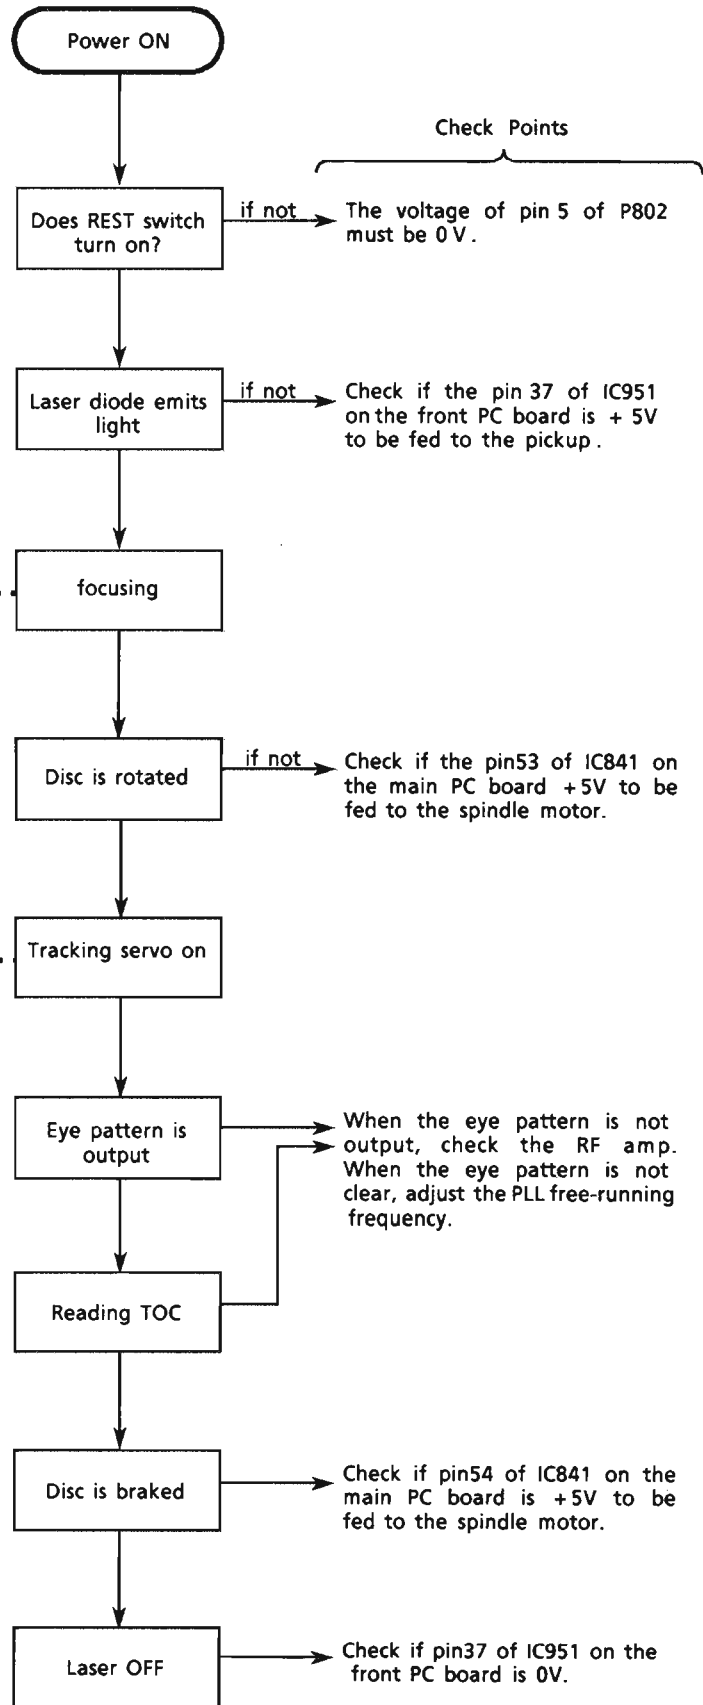 Power ON
Check Points
Does REST switch
turn on?
if not
The voltage of pin 5 of P802
must be 0 V.
Laser diode emits
light
if not
Check if the pin 37 of IC951
on the front PC board is + 5V
to be fed to the pickup.
focusing
Disc is rotated
if not
Check if the pin53 of IC841 on
the main PC board +5V to be
fed to the spindle motor.
Tracking servo on
Eye pattern is
output
When the eye pattern is not
output, check the RF amp.
When the eye pattern is not
clear, adjust the PLL free-running
frequency.
Reading TOC
Disc is braked
Check if pin54 of IC841 on the
main PC board is +5V to be
fed to the spindle motor.
Laser OFF
Check if pin37 of IC951 on the
front PC board is 0V.